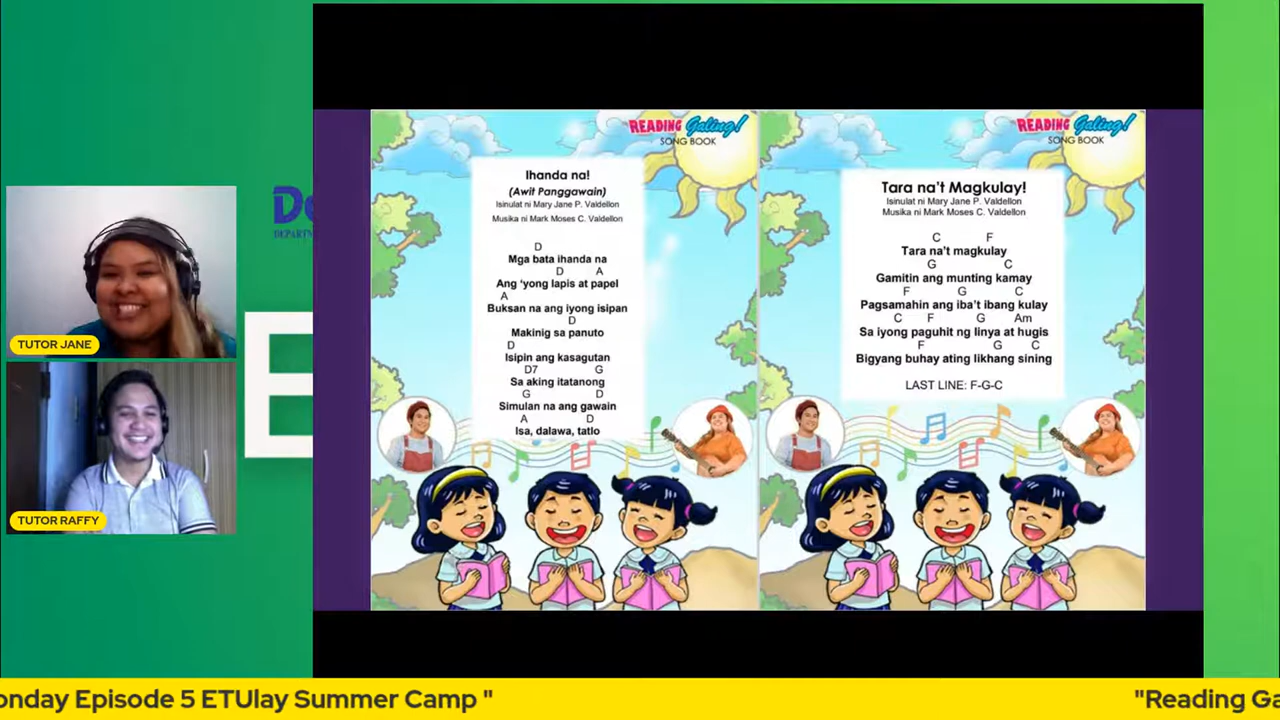 TUTOR JANE
TUTOR RAFFY
READING Galing!
SONG BOOK
Ihanda na!
(Awit Panggawain)
Isinulat ni Mary Jane P. Valdellon
Musika ni Mark Moses C. Valdellon
D
Mga bata ihanda na
D A
Ang ‘yong lapis at papel
A
Buksan na ang iyong isipan
D
Makinig sa panuto
D
Isipin ang kasagutan
D7 G
Sa aking itatanong
G D
Simulan na ang gawain
A D
Isa, dalawa, tatlo
READING Galing!
SONG BOOK
Tara na’t Magkulay!
Isinulat ni Mary Jane P. Valdellon
Musika ni Mark Moses C. Valdellon
C F
Tara na’t magkulay
G C
Gamitin ang munting kamay
F G C
Pagsamahin ang iba’t ibang kulay
C F G Am
Sa iyong paguhit ng linya at hugis
F G C
Bigyang buhay ating likhang sining
LAST LINE: F-G-C
onday Episode 5 ETUlay Summer Camp "
"Reading Ga